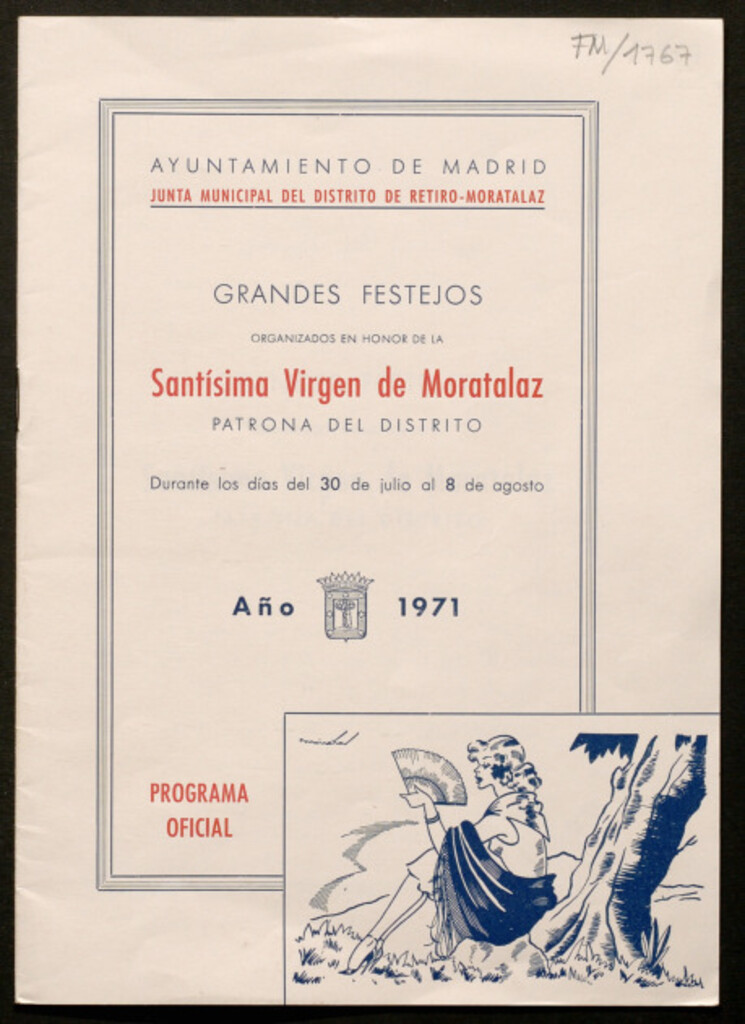 FM/1767
AYUNTAMIENTO DE MADRID
JUNTA MUNICIPAL DEL DISTRITO DE RETIRO-MORATALAZ
GRANDES FESTEJOS
ORGANIZADOS EN HONOR DE LA
Santísima Virgen de Moratalaz
PATRONA DEL DISTRITO
Durante los días del 30 de julio al 8 de agosto
Año 1971
PROGRAMA
OFICIAL